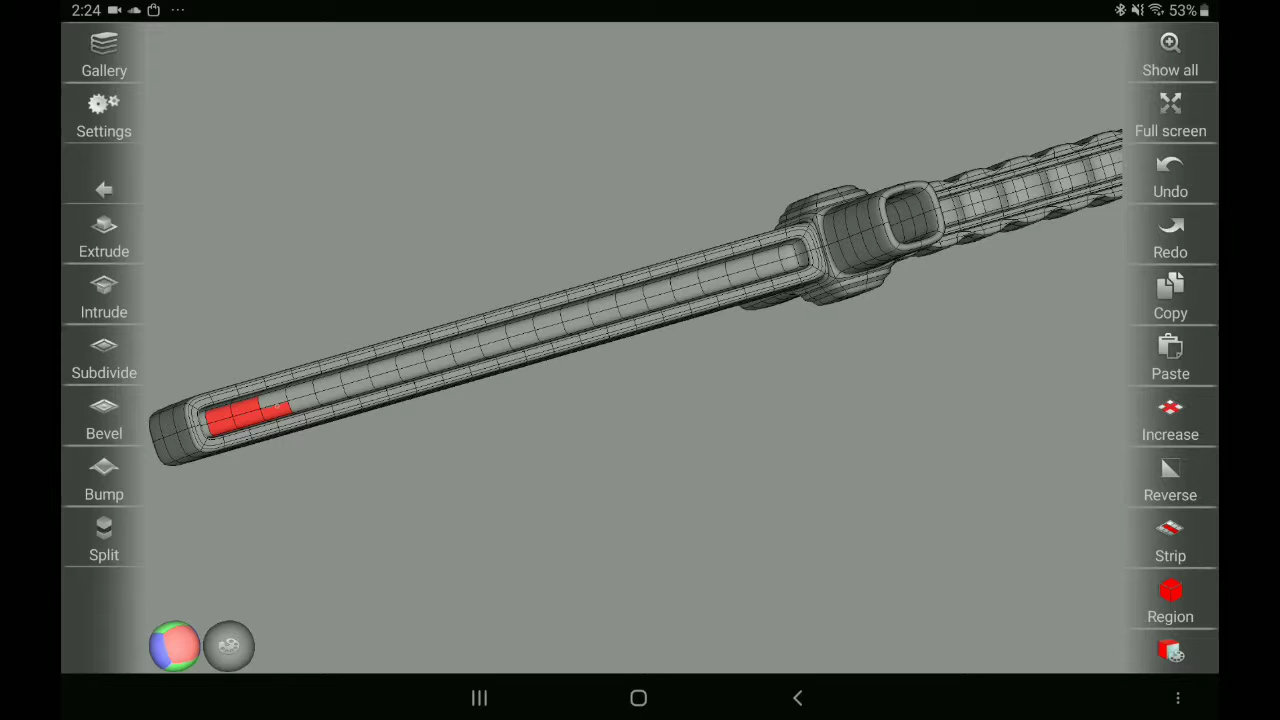 2:24 ...
53%
Gallery
Settings
Extrude
Intrude
Subdivide
Bevel
Bump
Split
Show all
Full screen
Undo
Redo
Copy
Paste
Increase
Reverse
Strip
Region